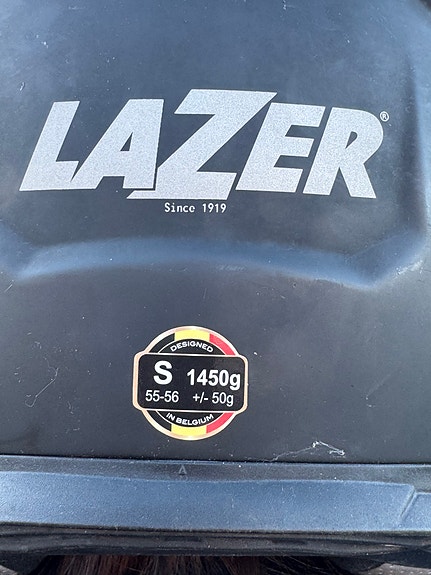 LAZER®
Since 1919
DESIGNED
S 1450g
55-56 +/- 50g
IN BELGIUM